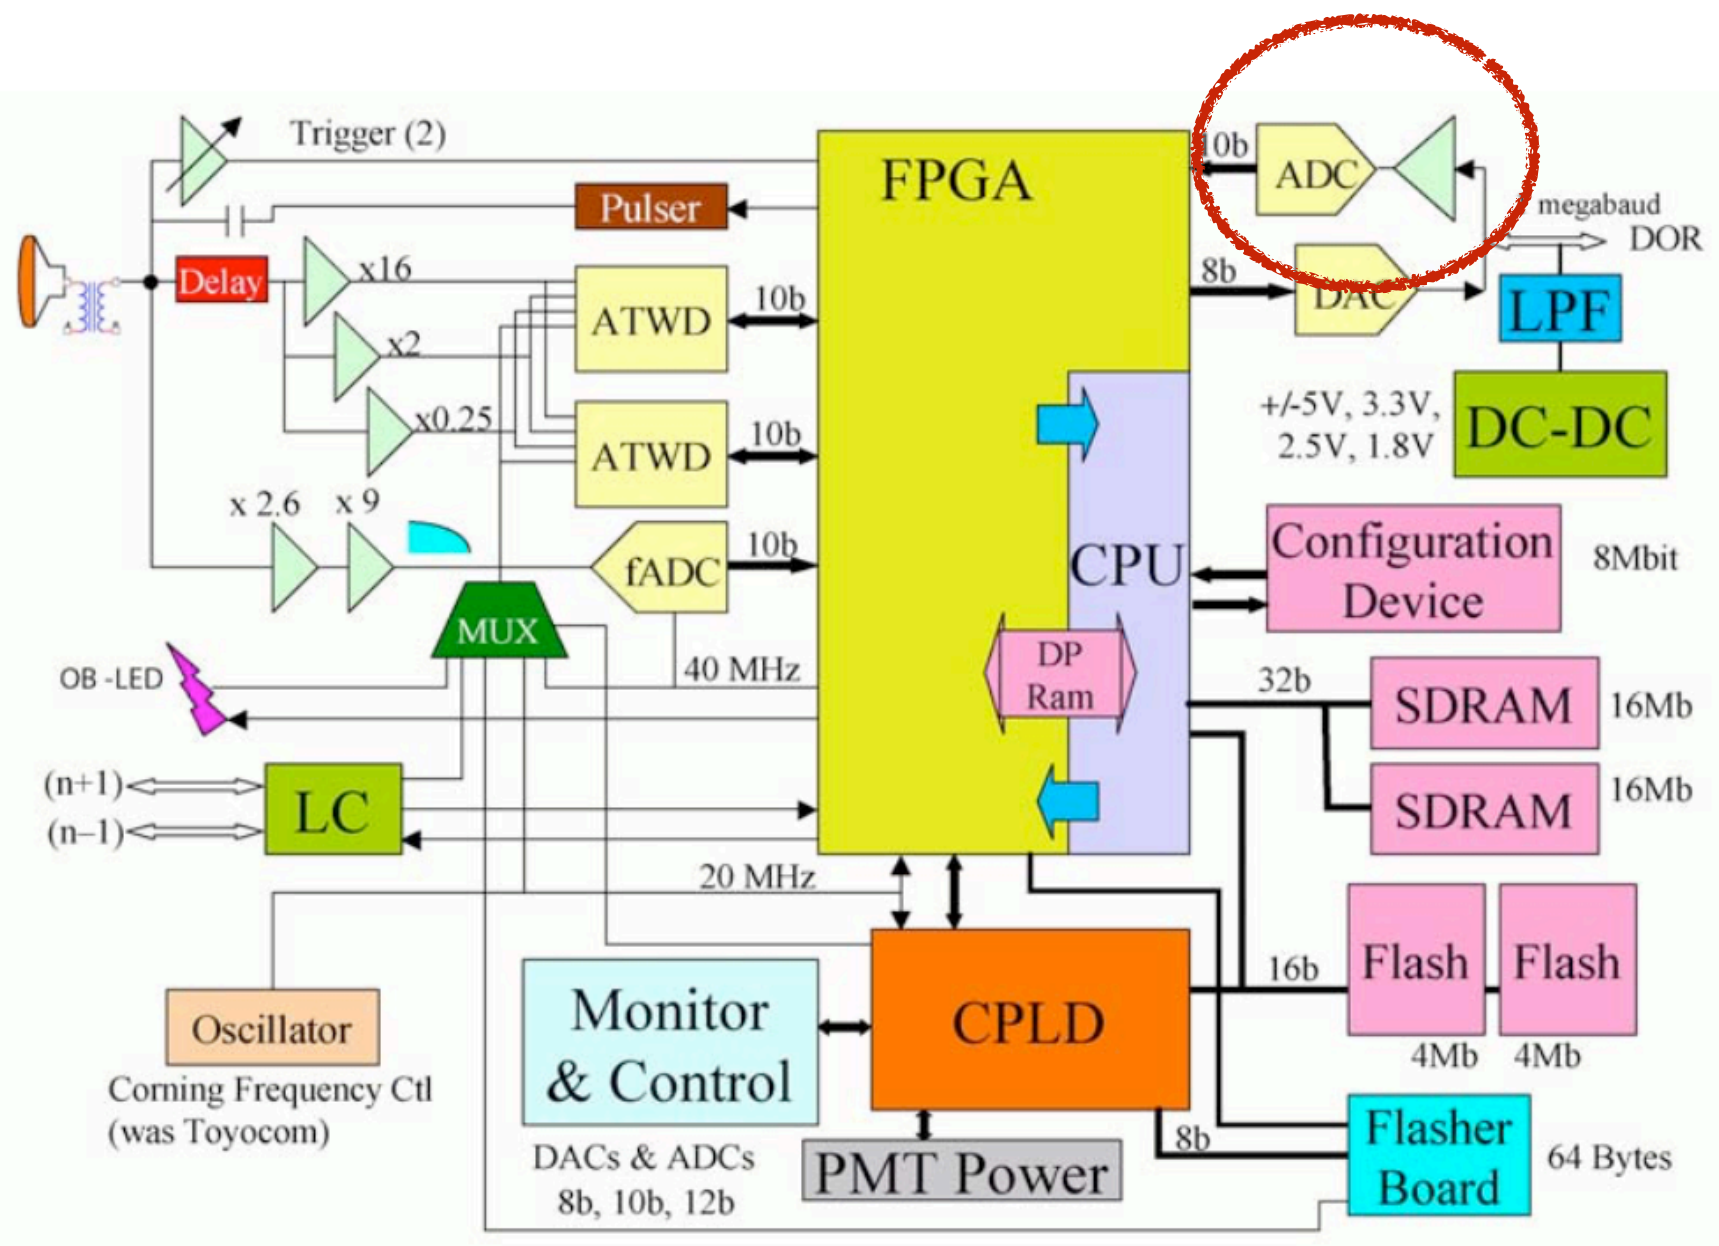 Trigger (2)
FPGA
10b
ADC
Pulser
megabaud
DOR
Delay
x16
10b
8b
DAC
LPF
ATWD
x2
x0.25
10b
ATWD
+/-5V, 3.3V,
2.5V, 1.8V
DC-DC
x 2.6
x 9
10b
fADC
CPU
Configuration
Device
8Mbit
MUX
OB -LED
40 MHz
DP
Ram
32b
SDRAM
16Mb
(n+1)
LC
(n–1)
SDRAM
16Mb
20 MHz
Oscillator
Corning Frequency Ctl
(was Toyocom)
Monitor
& Control
DACs & ADCs
8b, 10b, 12b
CPLD
16b
Flash
Flash
4Mb
4Mb
PMT Power
8b
Flasher
Board
64 Bytes